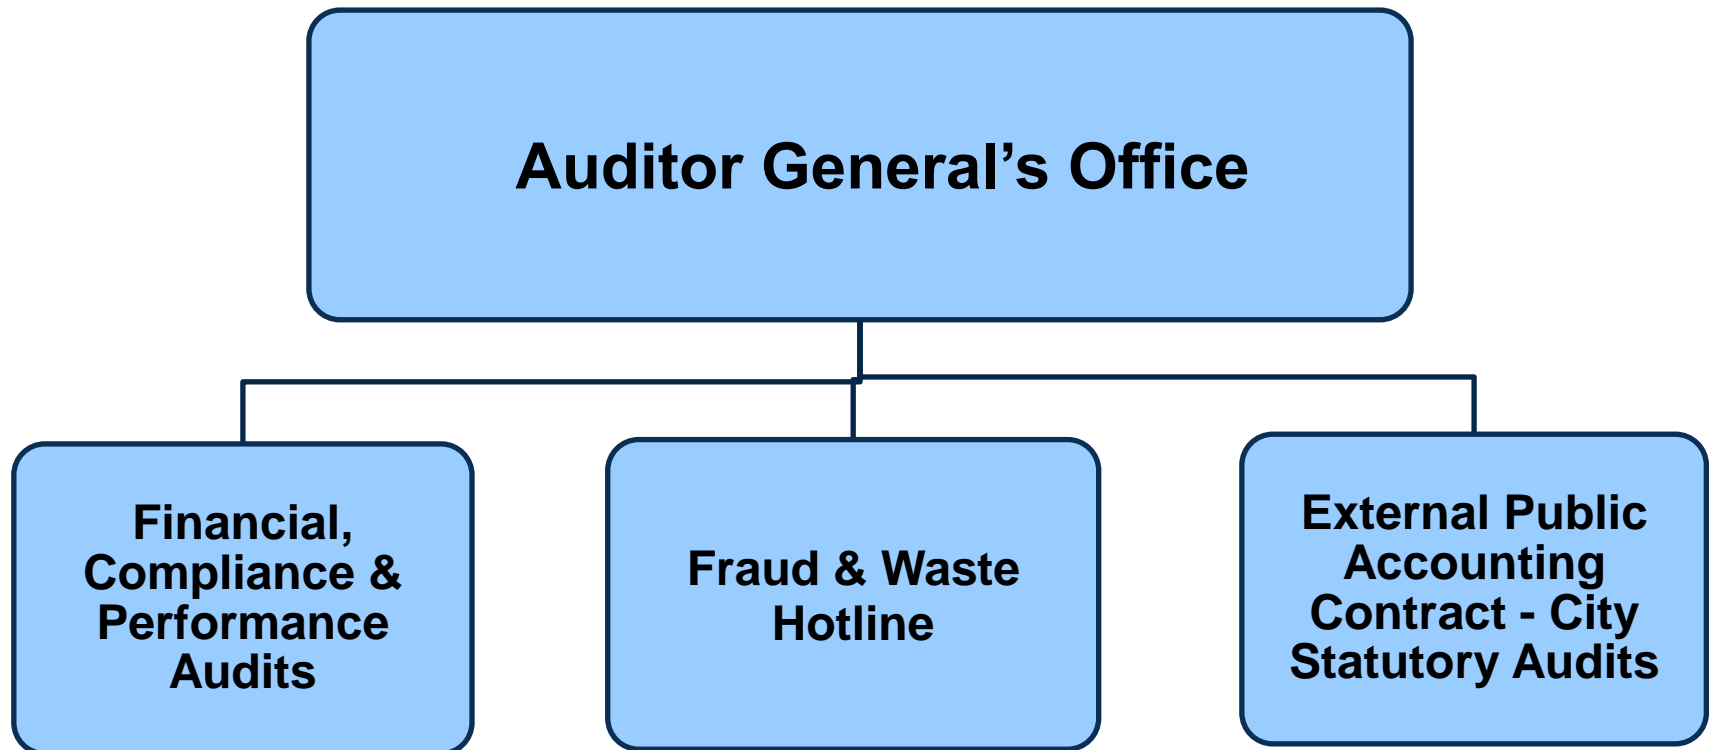 Auditor General’s Office
Financial,
Compliance &
Performance
Audits
Fraud & Waste
Hotline
External Public
Accounting
Contract - City
Statutory Audits